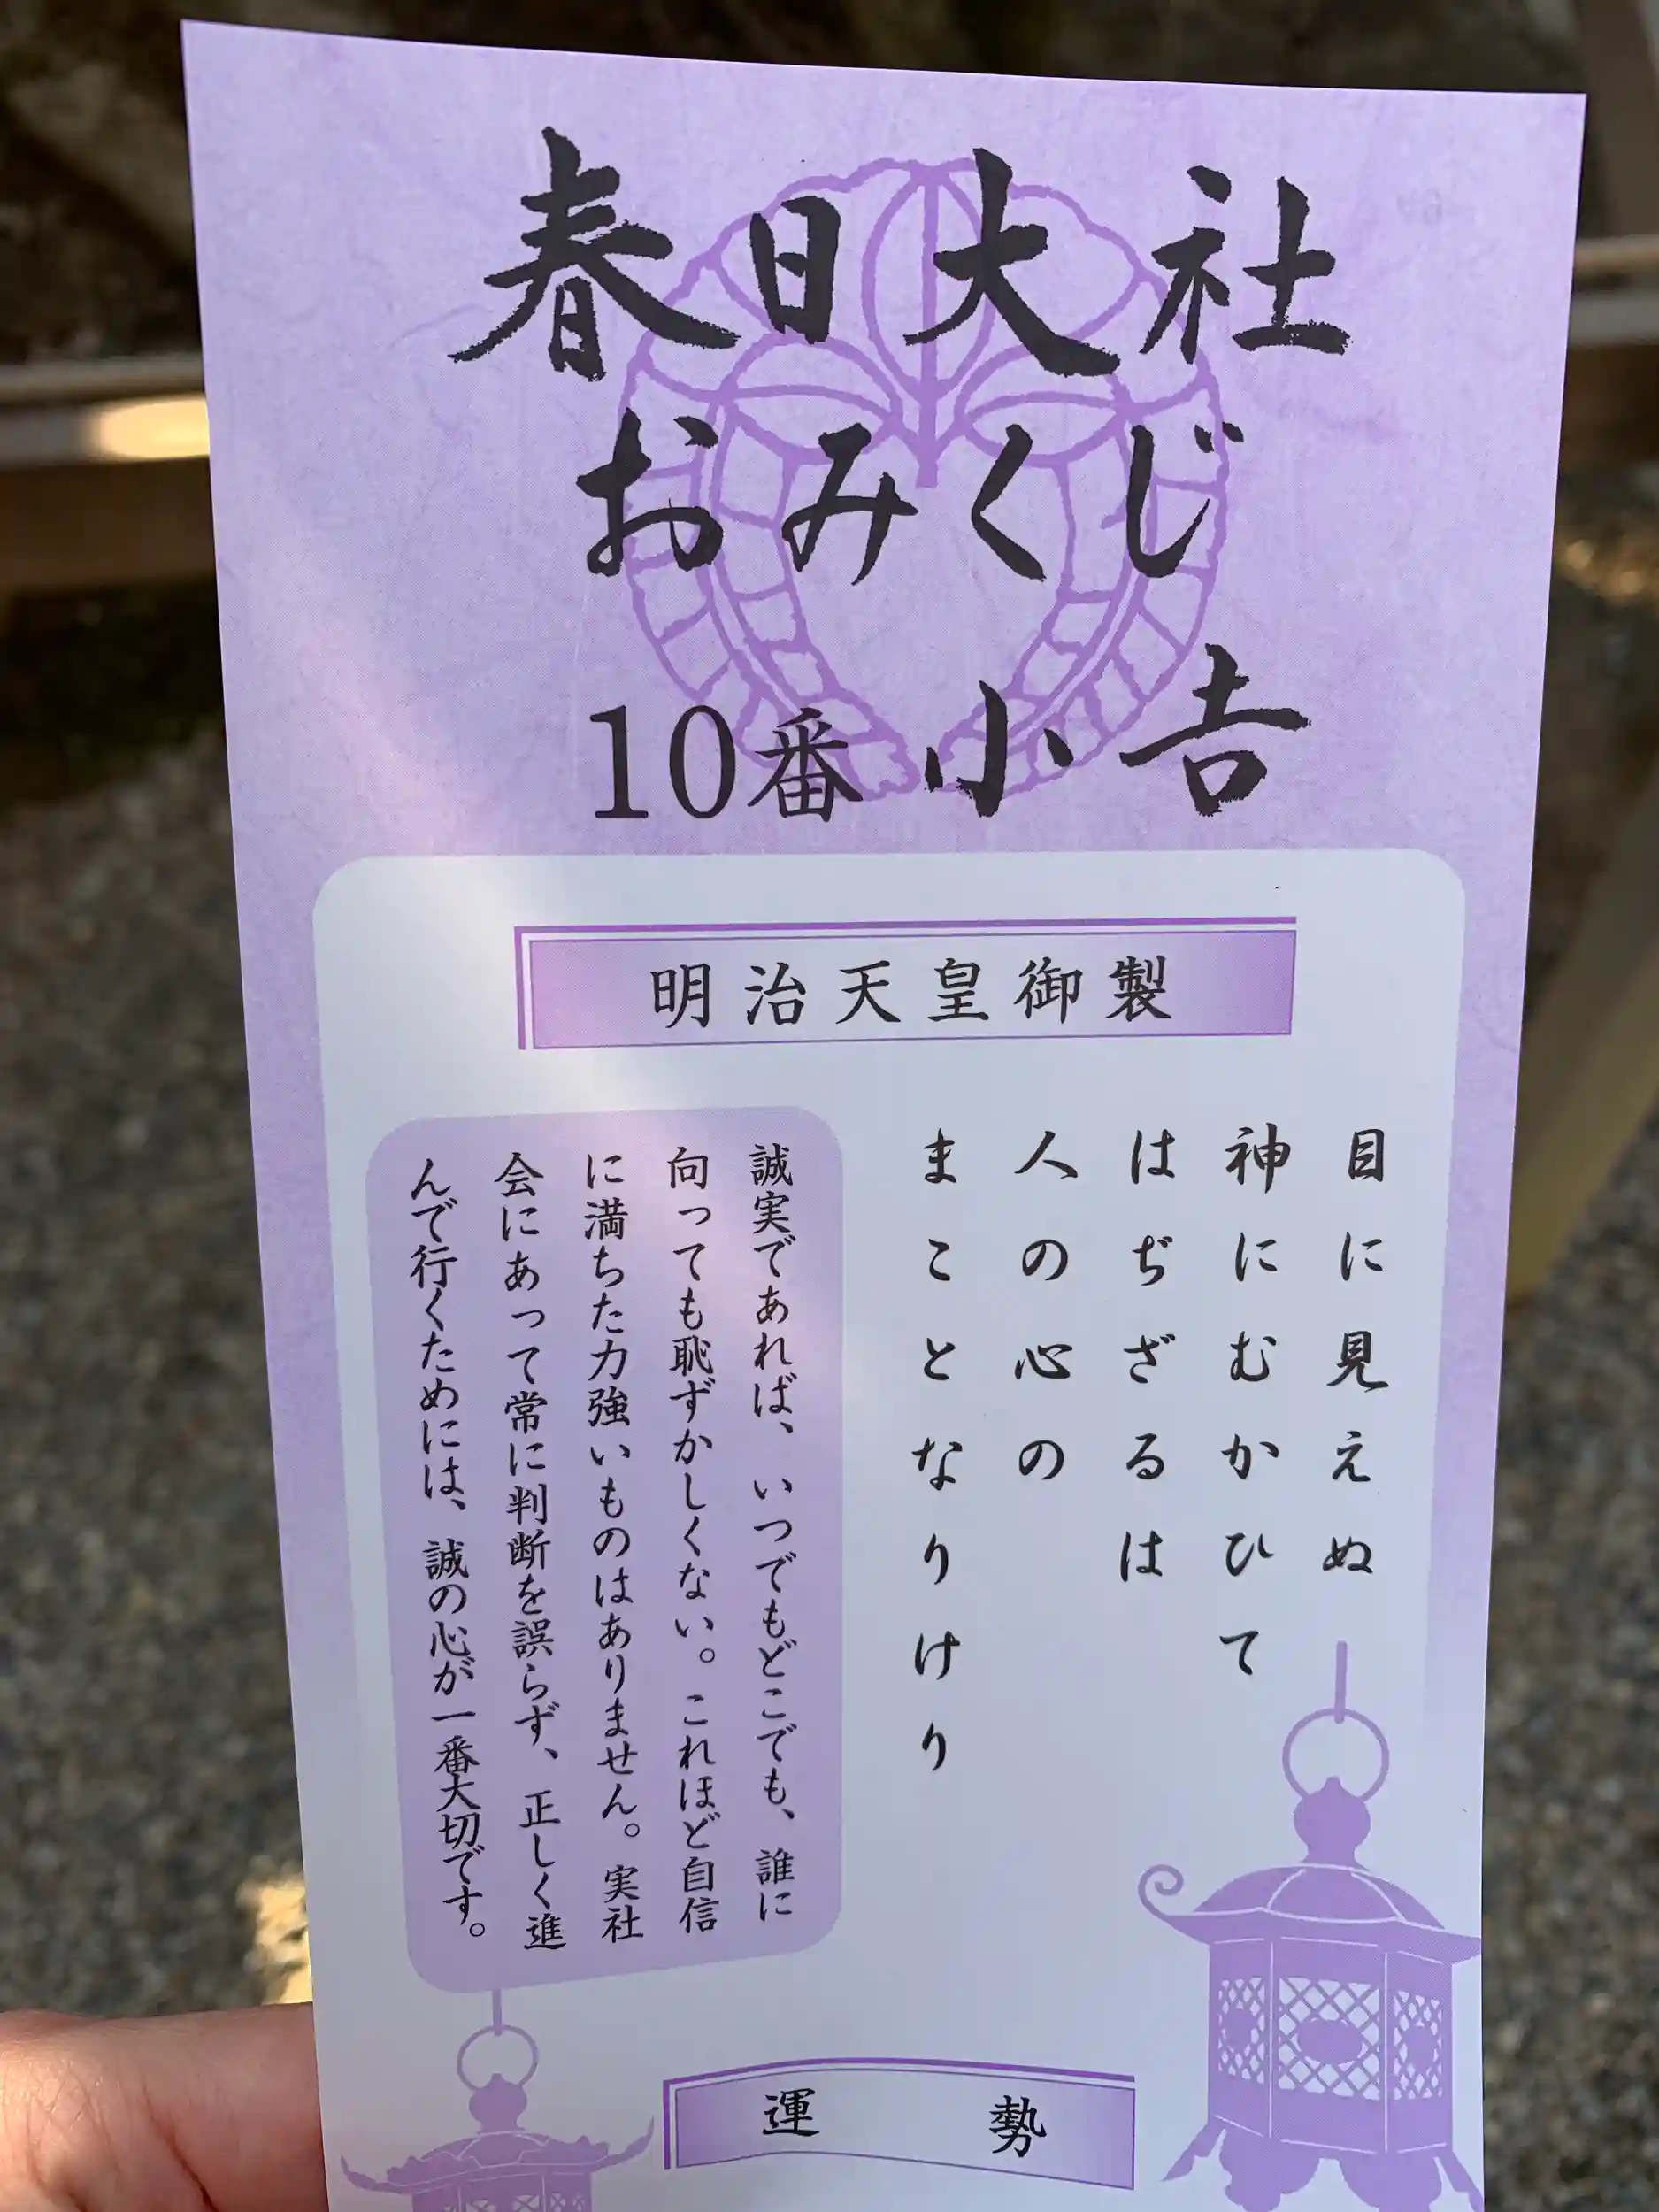 春日大社
おみくじ
10番 小吉
明治天皇御製
目に見えぬ
神にむかひて
はぢざるは
人の心の
まことなりけり
誠実であれば、いつでもどこでも、誰に
向っても恥ずかしくない。これほど自信
に満ちた力強いものはありません。実社
会にあって常に判断を誤らず、正しく進
んで行くためには、誠の心が一番大切です。
運勢